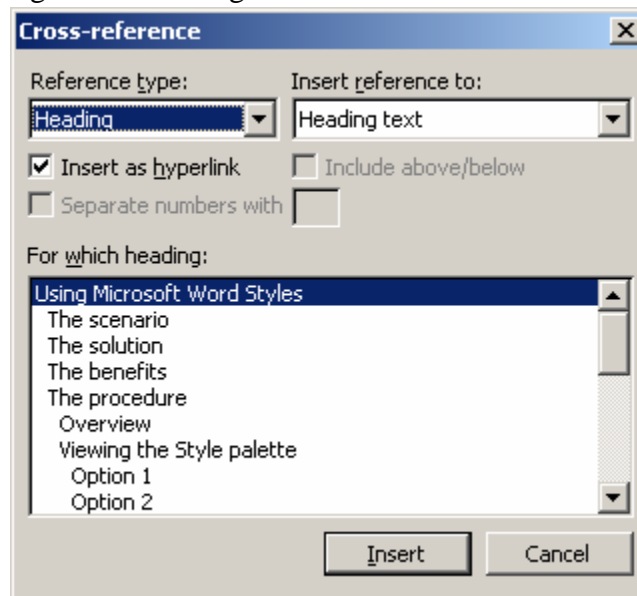 Cross-reference
Reference type: Insert reference to:
Heading Heading text
Insert as hyperlink Include above/below
Separate numbers with
For which heading:
Using Microsoft Word Styles
The scenario
The solution
The benefits
The procedure
Overview
Viewing the Style palette
Option 1
Option 2
Insert Cancel